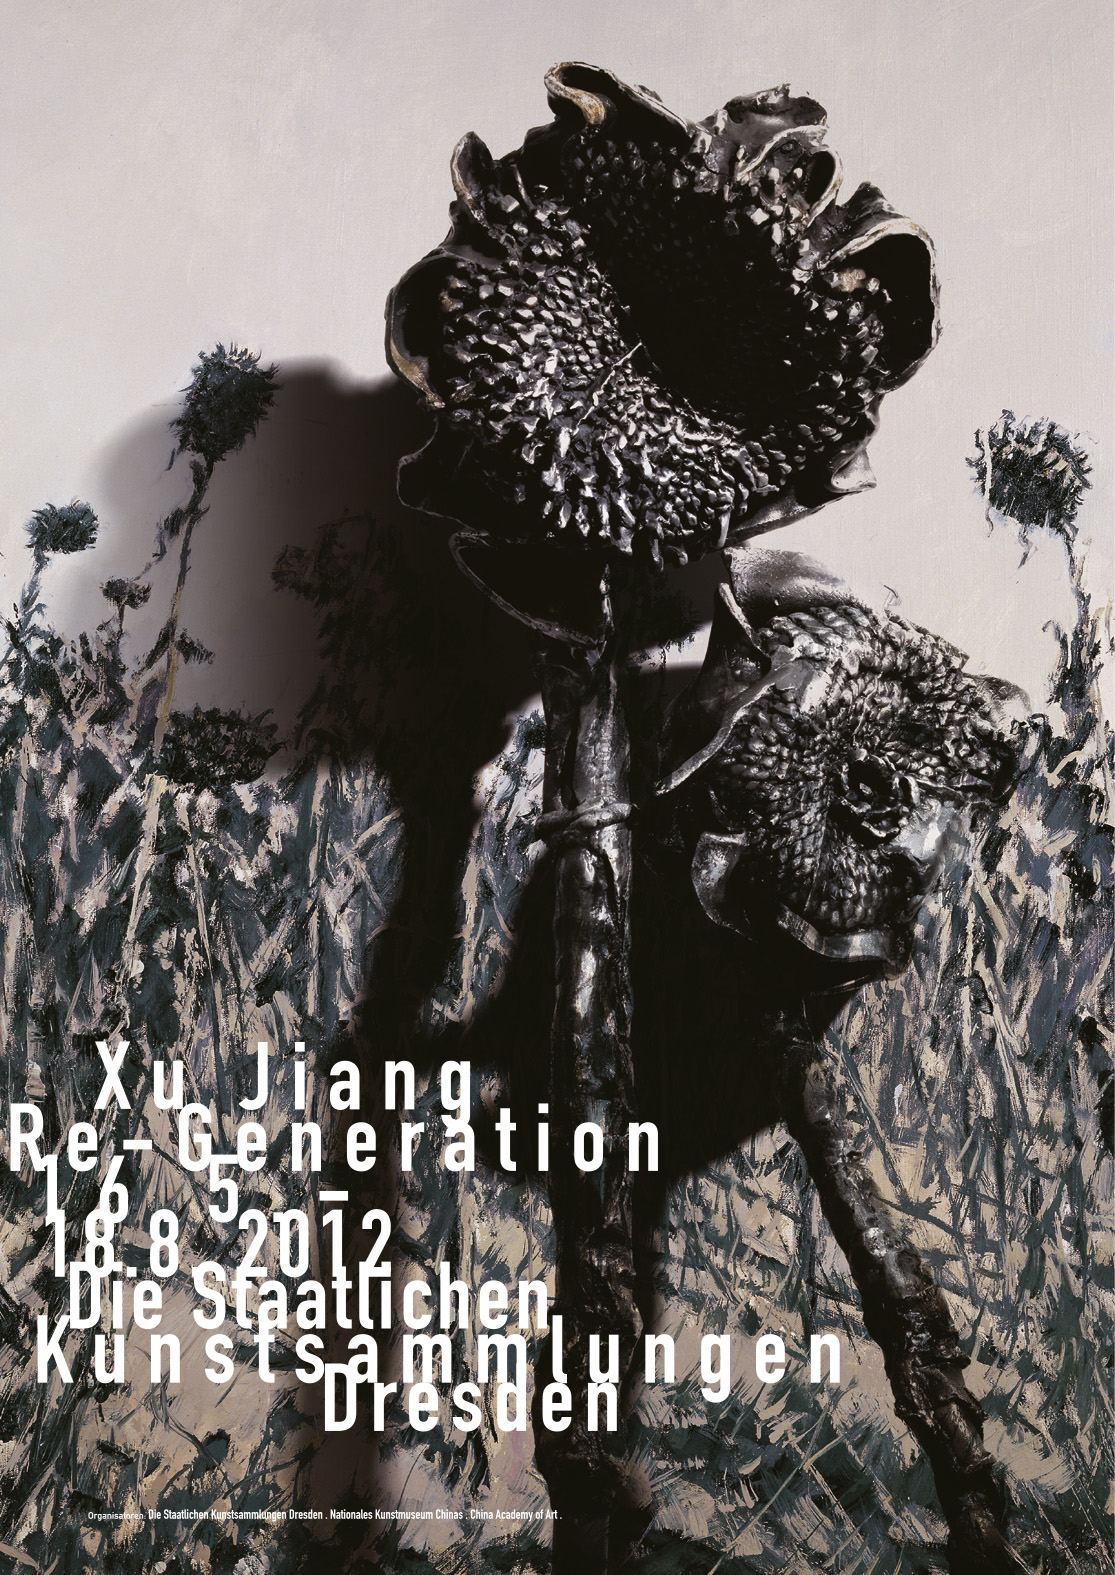 Xu Jiang
Re-Generation
16. 5. –
18.8. 2012
Die Staatlichen
Kunstsammlungen
Dresden
Organisatoren: Die Staatlichen Kunstsammlungen Dresden . Nationales Kunstmuseum Chinas . China Academy of Art .